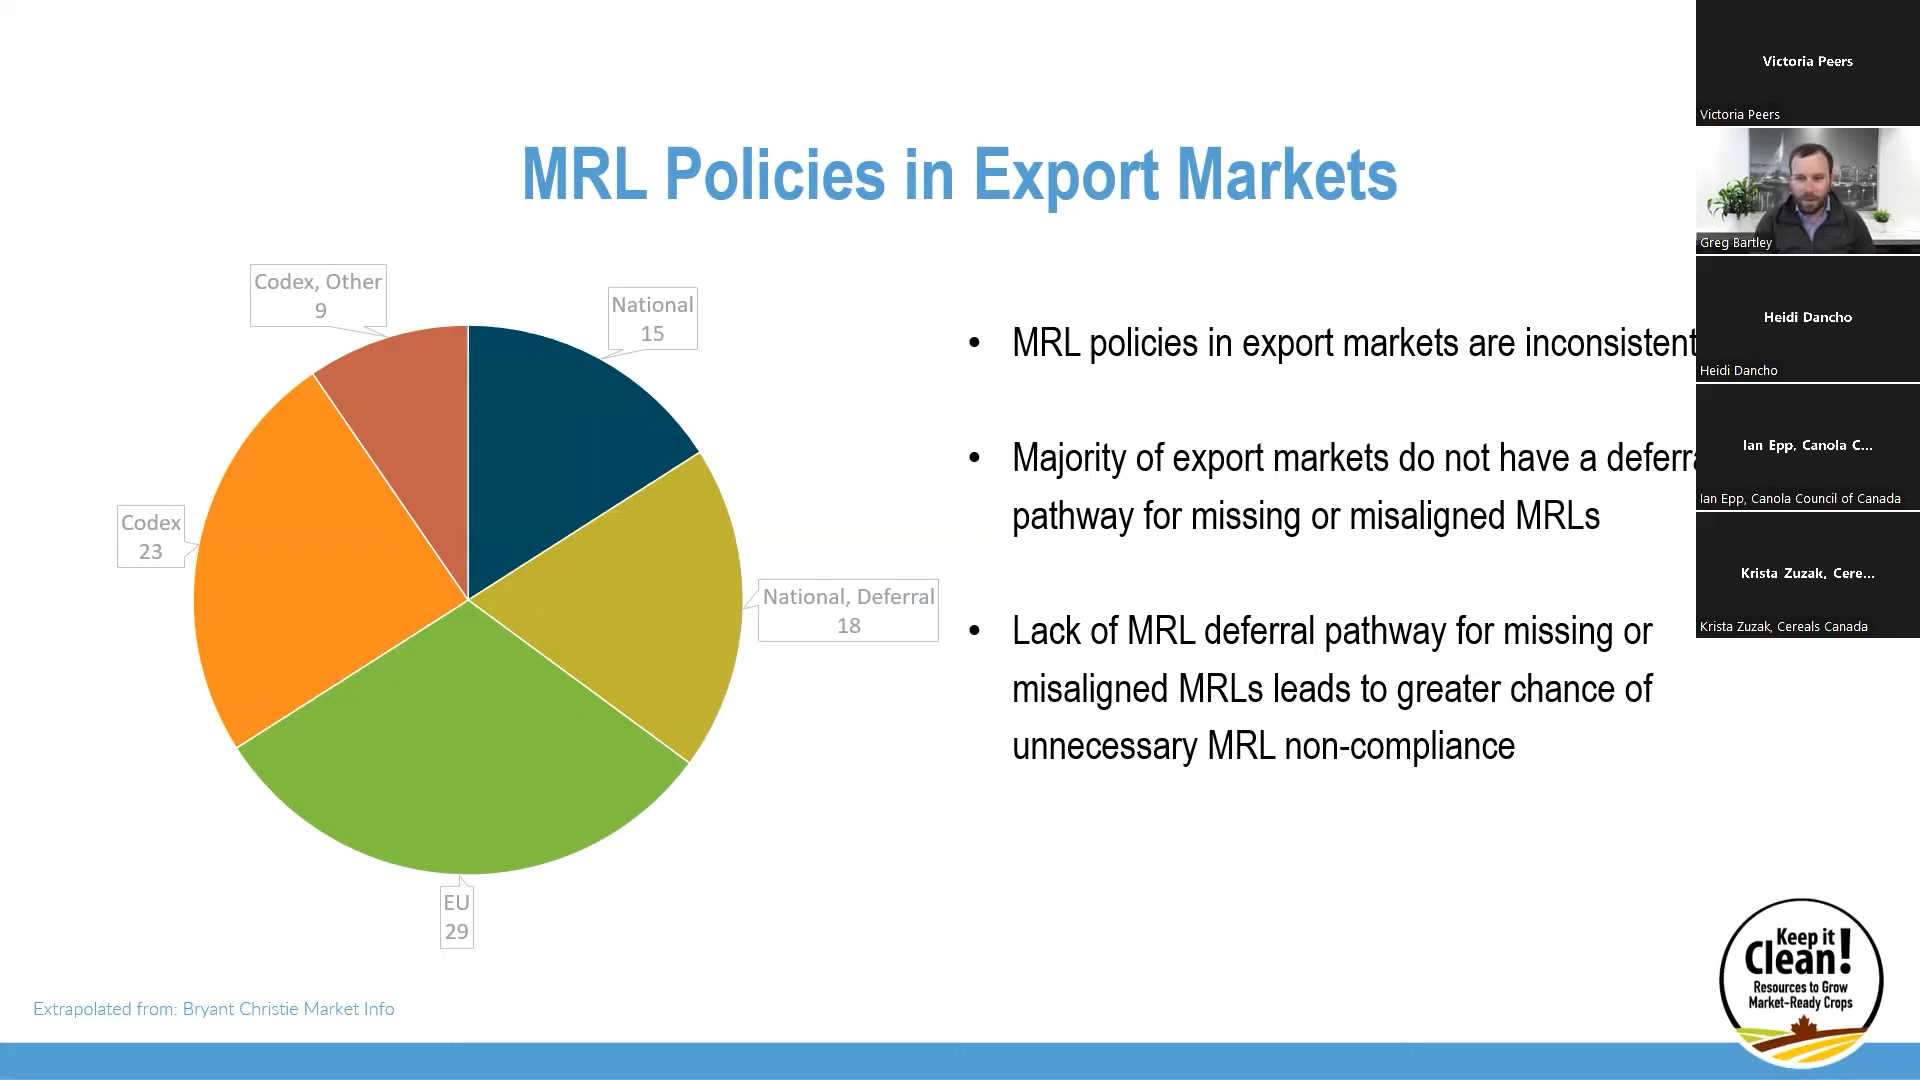 MRL Policies in Export Markets
Codex, Other
9
National
15
Codex
23
National, Deferral
18
EU
29
• MRL policies in export markets are inconsistent
• Majority of export markets do not have a
pathway for missing or misaligned MRLs
• Lack of MRL deferral pathway for missing or
misaligned MRLs leads to greater chance of
unnecessary MRL non-compliance
Extrapolated from: Bryant Christie Market Info
Victoria Peers
Victoria Peers
Greg Bartley
Heidi Dancho
Heidi Dancho
Ian Epp, Canola C...
Ian Epp, Canola Council of Canada
Krista Zuzak, Cere...
Krista Zuzak, Cereals Canada
Keep it
Clean!
Resources to Grow
Market-Ready Crops